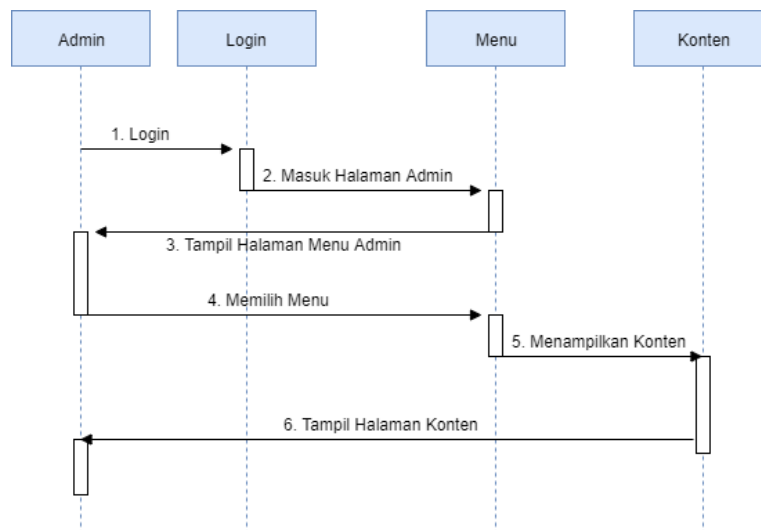 Admin
Login
Menu
Konten
1. Login
2. Masuk Halaman Admin
3. Tampil Halaman Menu Admin
4. Memilih Menu
5. Menampilkan Konten
6. Tampil Halaman Konten